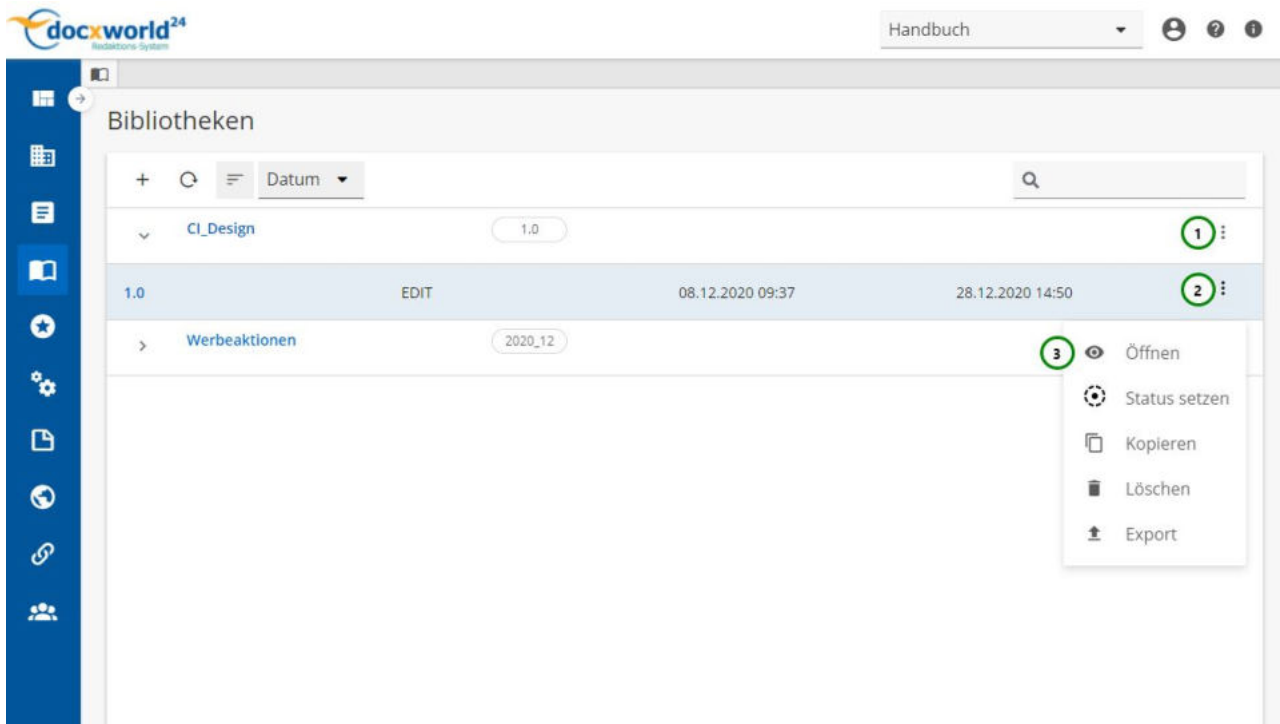 docxworld24
Redaktions-System
Handbuch
Bibliotheken
Datum
CI_Design 1.0 1
1.0 EDIT 08.12.2020 09:37 28.12.2020 14:50 2
Werbeaktionen 2020_12
3 Öffnen
Status setzen
Kopieren
Löschen
Export